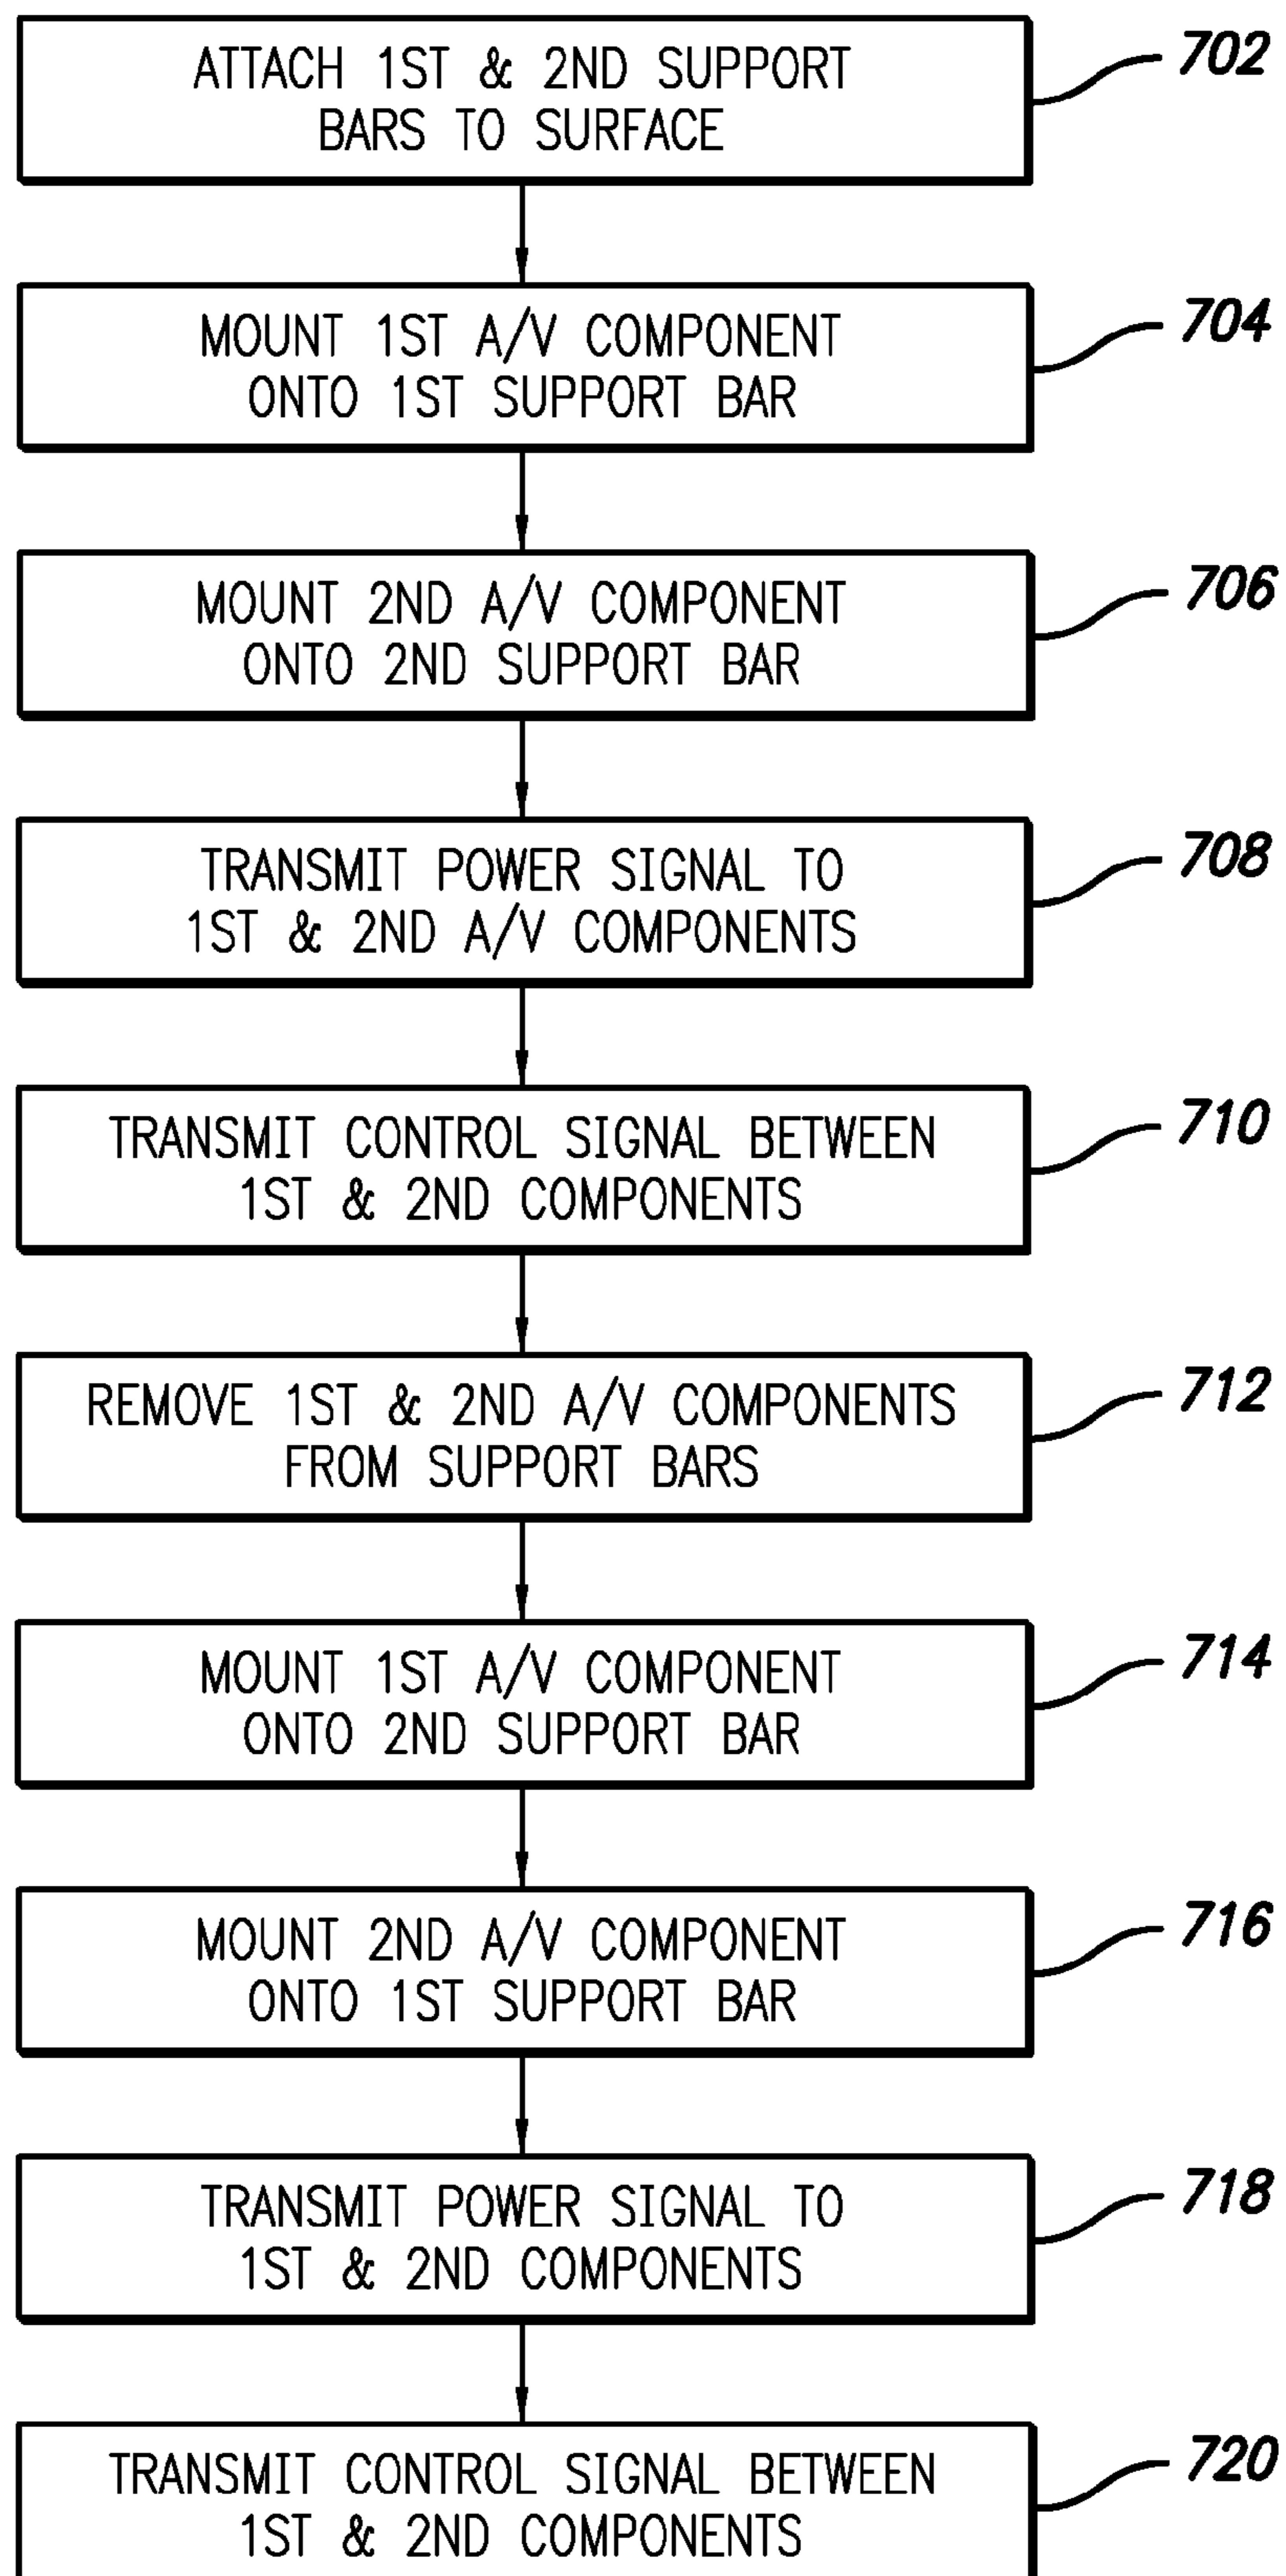 ATTACH 1ST & 2ND SUPPORT
BARS TO SURFACE
702
MOUNT 1ST A/V COMPONENT
ONTO 1ST SUPPORT BAR
704
MOUNT 2ND A/V COMPONENT
ONTO 2ND SUPPORT BAR
706
TRANSMIT POWER SIGNAL TO
1ST & 2ND A/V COMPONENTS
708
TRANSMIT CONTROL SIGNAL BETWEEN
1ST & 2ND COMPONENTS
710
REMOVE 1ST & 2ND A/V COMPONENTS
FROM SUPPORT BARS
712
MOUNT 1ST A/V COMPONENT
ONTO 2ND SUPPORT BAR
714
MOUNT 2ND A/V COMPONENT
ONTO 1ST SUPPORT BAR
716
TRANSMIT POWER SIGNAL TO
1ST & 2ND COMPONENTS
718
TRANSMIT CONTROL SIGNAL BETWEEN
1ST & 2ND COMPONENTS
720